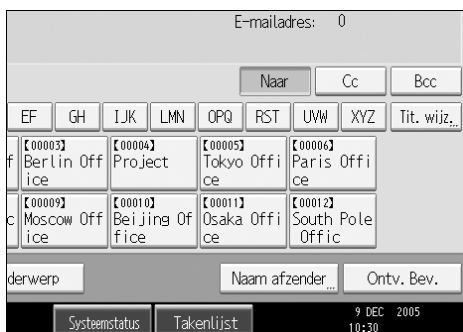 E-mailadres: 0
Naar Cc Bcc
EF GH IJK LMN OPQ RST UVW XYZ Tit. wijz.
f 【00003】 【00004】 【00005】 【00006】
Berlin Off Project Tokyo Offi Paris Offi
ice ce ce
c 【00009】 【00010】 【00011】 【00012】
Moscow Off Beijing Of Osaka Offi South Pole
ice fice ce Offic
derwerp Naam afzender Ontv. Bev.
Systeemstatus Takenlijst 9 DEC 2005
10:30